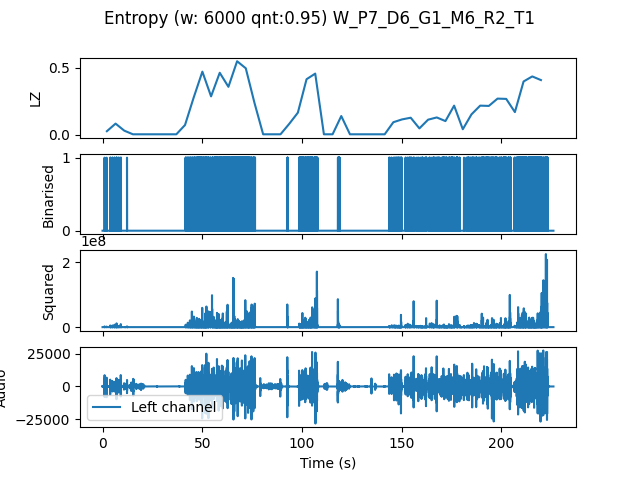 Entropy (w: 6000 qnt:0.95) W_P7_D6_G1_M6_R2_T1
0.5
0.0
LZ
1
0
Binarised
1e8
2
0
Squared
25000
0
−25000
Audio
Left channel
0
50
100
150
200
Time (s)